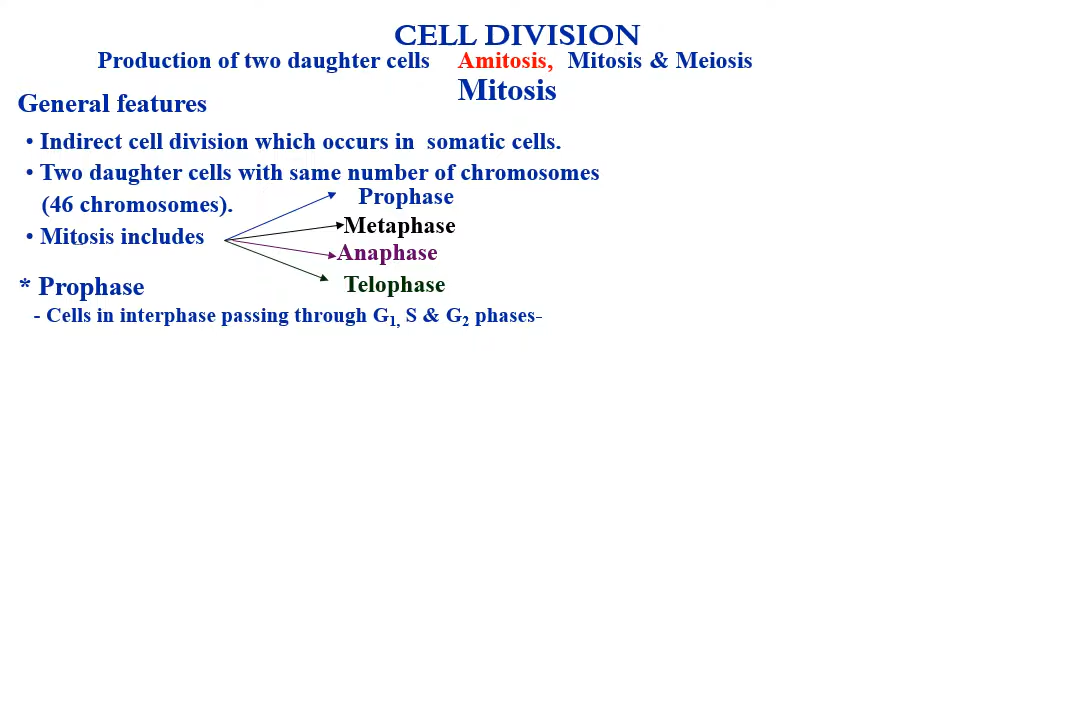 CELL DIVISION
Production of two daughter cells Amitosis, Mitosis & Meiosis
Mitosis
General features
• Indirect cell division which occurs in somatic cells.
• Two daughter cells with same number of chromosomes
(46 chromosomes).
• Mitosis includes
Prophase
Metaphase
Anaphase
Telophase
* Prophase
- Cells in interphase passing through G1, S & G2 phases-